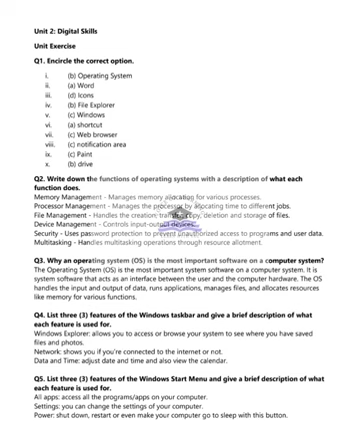 Unit 2: Digital Skills
Unit Exercise
Q1. Encircle the correct option.
i. (b) Operating System
ii. (a) Word
iii. (d) Icons
iv. (b) File Explorer
v. (c) Windows
vi. (a) shortcut
vii. (c) Web browser
viii. (c) notification area
ix. (c) Paint
x. (b) drive
Q2. Write down the functions of operating systems with a description of what each
function does.
Memory Management - Manages memory allocation for various processes.
Processor Management - Manages the processor by allocating time to different jobs.
File Management - Handles the creation, transfer, copy, deletion and storage of files.
Device Management - Controls input-output devices.
Security - Uses password protection to prevent unauthorized access to programs and user data.
Multitasking - Handles multitasking operations through resource allotment.
Q3. Why an operating system (OS) is the most important software on a computer system?
The Operating System (OS) is the most important system software on a computer system. It is
system software that acts as an interface between the user and the computer hardware. The OS
handles the input and output of data, runs applications, manages files, and allocates resources
like memory for various functions.
Q4. List three (3) features of the Windows taskbar and give a brief description of what
each feature is used for.
Windows Explorer: allows you to access or browse your system to see where you have saved
files and photos.
Network: shows you if you're connected to the internet or not.
Data and Time: adjust date and time and also view the calendar.
Q5. List three (3) features of the Windows Start Menu and give a brief description of what
each feature is used for.
All apps: access all the programs/apps on your computer.
Settings: you can change the settings of your computer.
Power: shut down, restart or even make your computer go to sleep with this button.